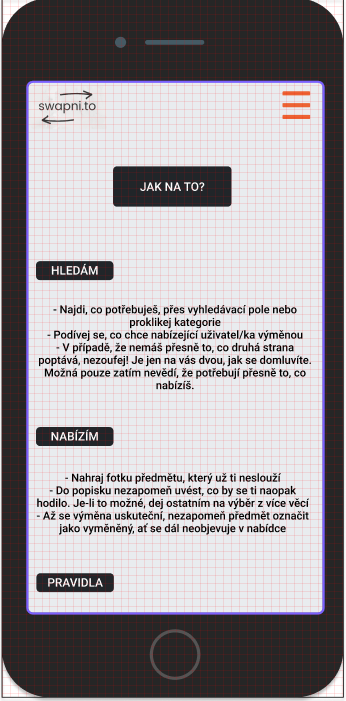 swapni.to
JAK NA TO?
HLEDÁM
- Najdi, co potřebuješ, přes vyhledávací pole nebo
proklikej kategorie
- Podívej se, co chce nabízející uživatel/ka výměnou
- V případě, že nemáš přesně to, co druhá strana
poptává, nezoufej! Je jen na vás dvou, jak se domluvíte.
Možná pouze zatím nevědí, že potřebují přesně to, co
nabízíš.
NABÍZÍM
- Nahraj fotku předmětu, který už ti neslouží
- Do popisku nezapomeň uvést, co by se ti naopak
hodilo. Je-li to možné, dej ostatním na výběr z více věcí
- Až se výměna uskuteční, nezapomeň předmět označit
jako vyměněný, ať se dál neobjevuje v nabídce
PRAVIDLA